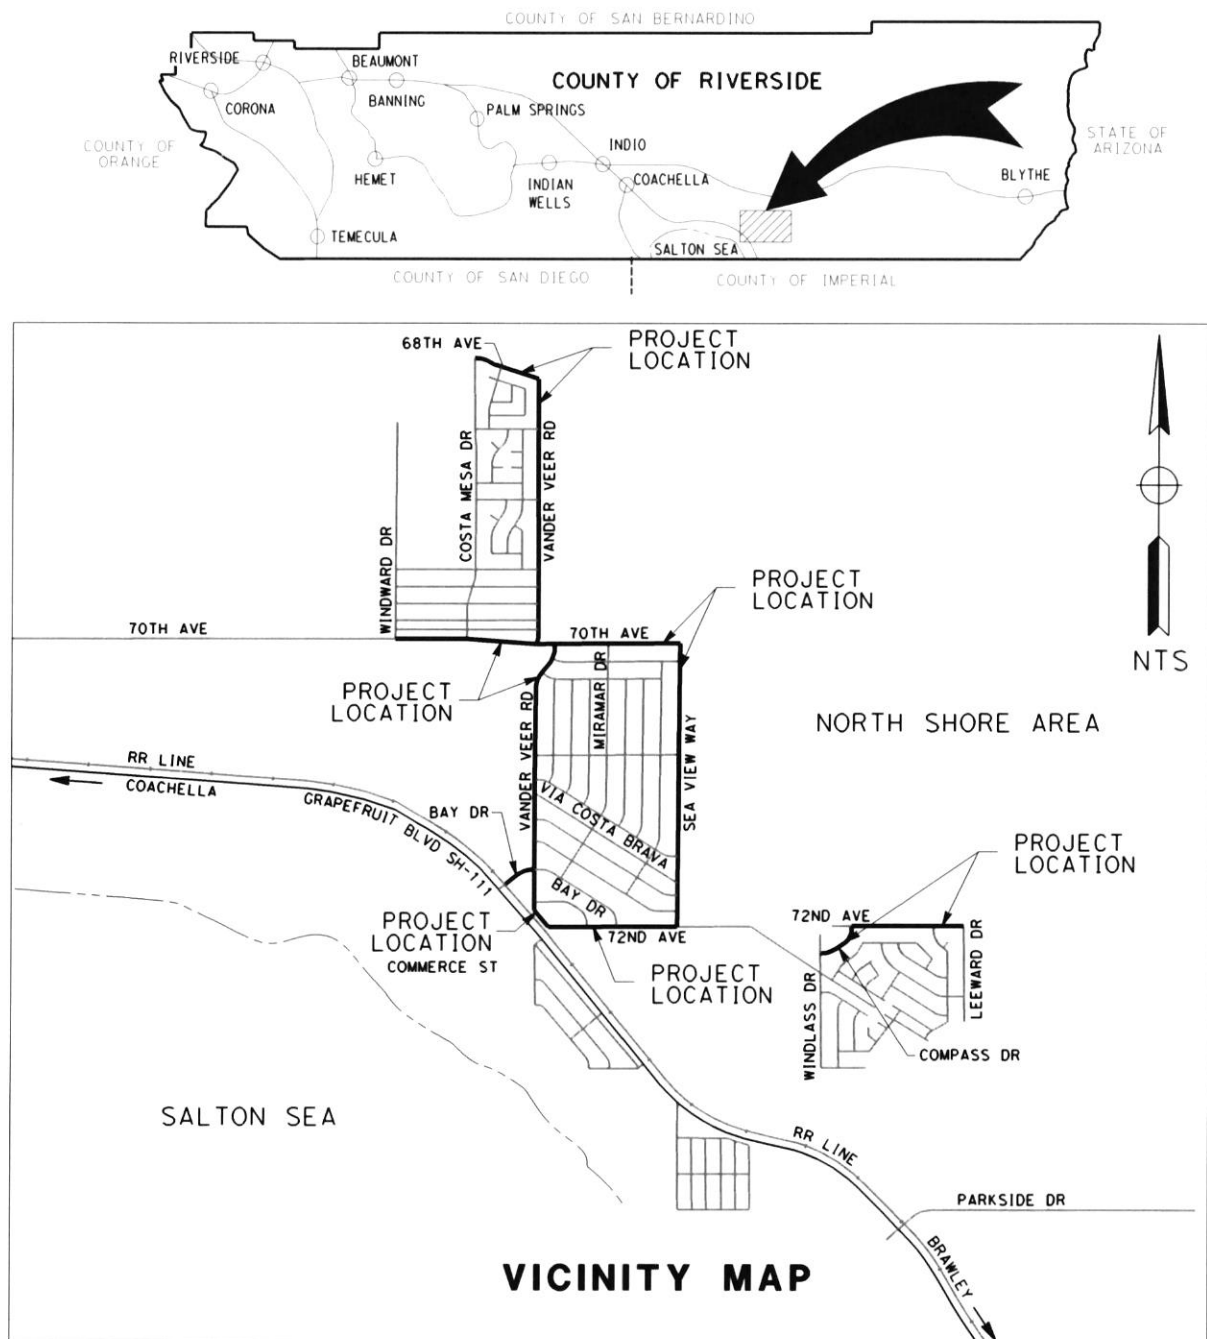 COUNTY OF SAN BERNARDINO
RIVERSIDE
BEAUMONT
COUNTY OF RIVERSIDE
CORONA
BANNING
PALM SPRINGS
COUNTY OF
ORANGE
STATE OF
ARIZONA
HEMET
INDIO
INDIAN
WELLS
COACHELLA
BLYTHE
TEMECULA
SALTON SEA
COUNTY OF SAN DIEGO
COUNTY OF IMPERIAL
68TH AVE
PROJECT
LOCATION
COSTA MESA DR
VANDER VEER RD
WINDWARD DR
70TH AVE
70TH AVE
PROJECT
LOCATION
NTS
PROJECT
LOCATION
MIRAMAR DR
VANDER VEER RD
SEA VIEW WAY
NORTH SHORE AREA
RR LINE
COACHELLA
GRAPEFRUIT BLVD SH-111
BAY DR
VIA COSTA BRAVA
BAY DR
PROJECT
LOCATION
PROJECT
LOCATION
COMMERCE ST
72ND AVE
72ND AVE
PROJECT
LOCATION
WINDLASS DR
LEEWARD DR
COMPASS DR
SALTON SEA
RR LINE
PARKSIDE DR
BRAWLEY
VICINITY MAP